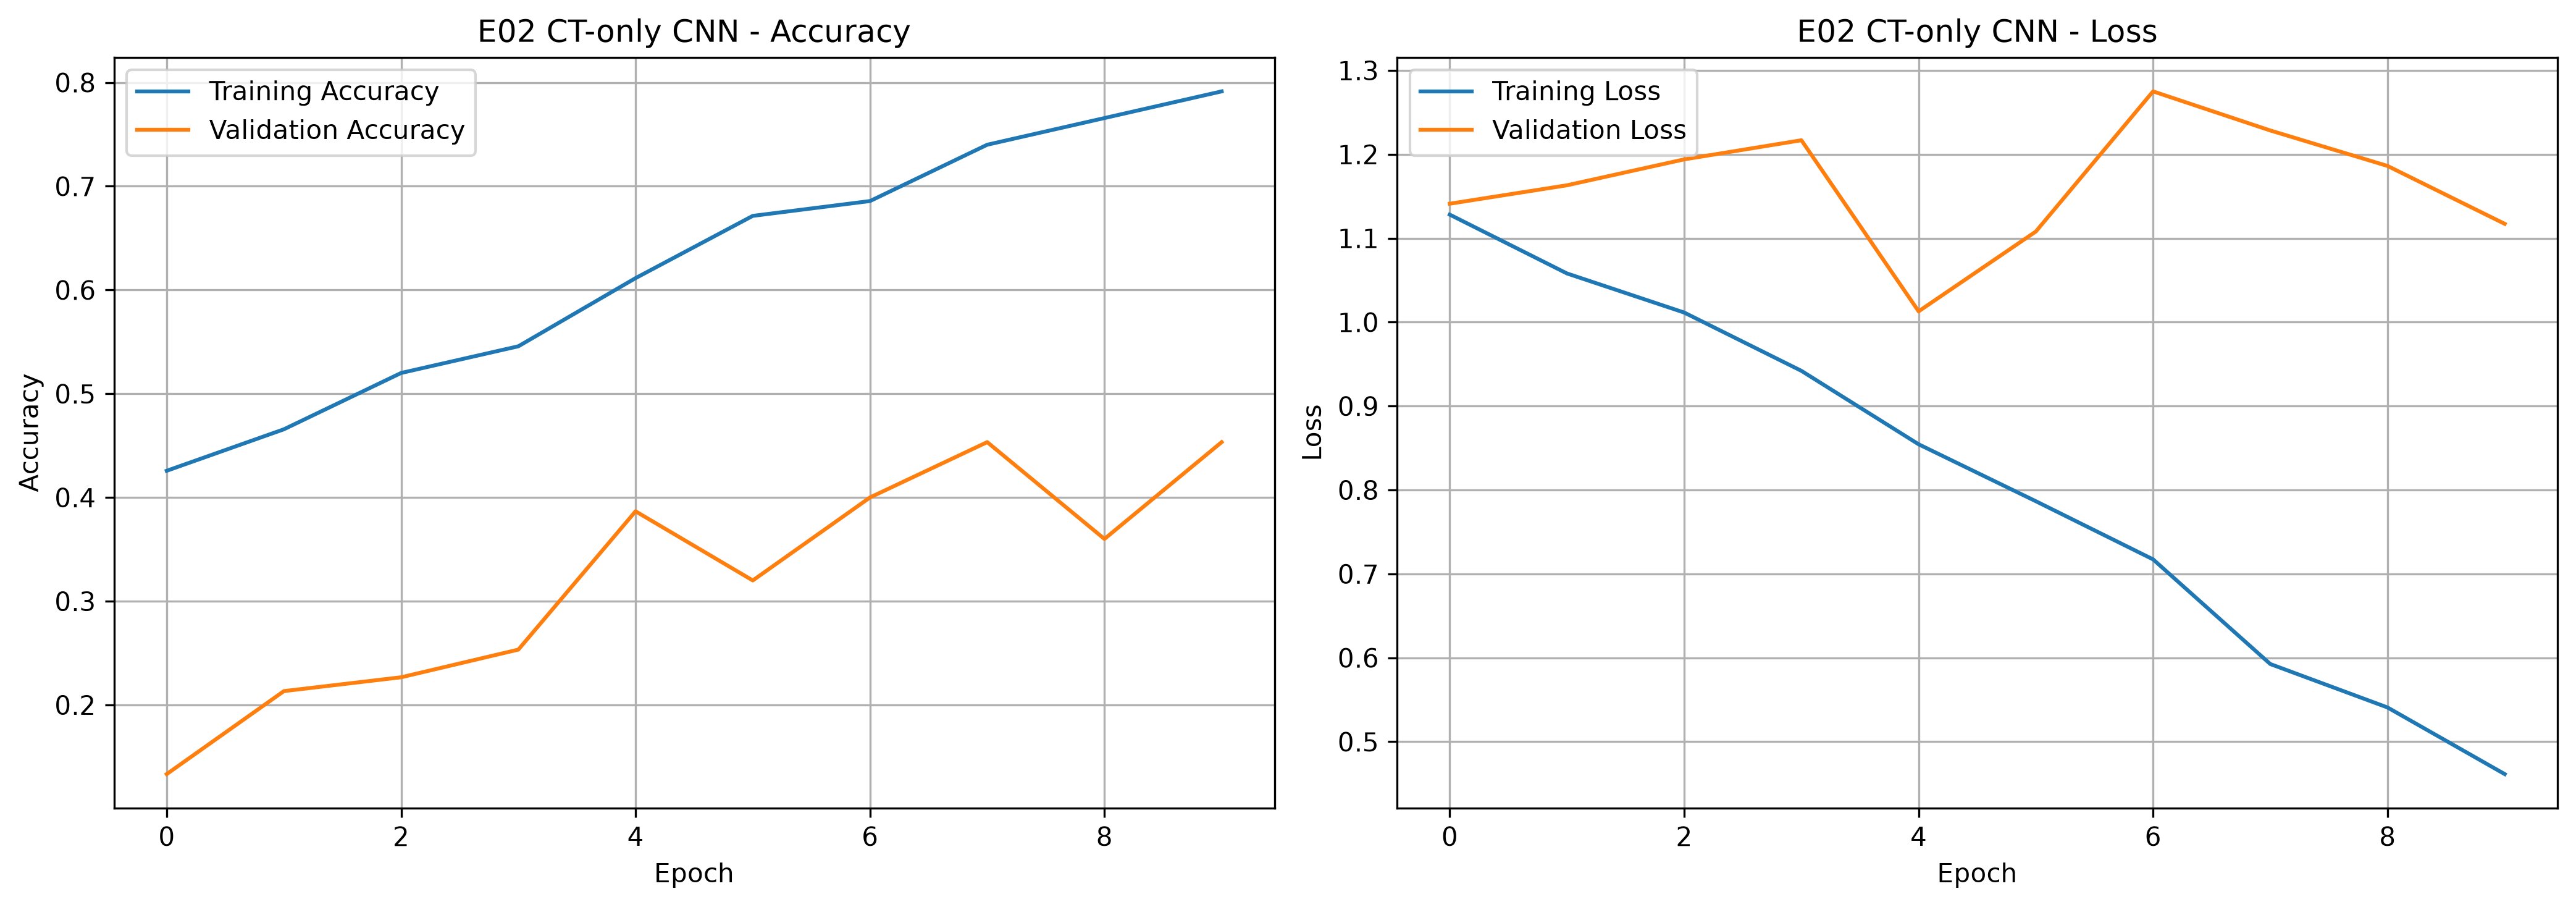 E02 CT-only CNN - Accuracy
Training Accuracy
Validation Accuracy
0.8
0.7
0.6
0.5
0.4
0.3
0.2
Accuracy
0 2 4 6 8
Epoch
E02 CT-only CNN - Loss
Training Loss
Validation Loss
1.3
1.2
1.1
1.0
0.9
0.8
0.7
0.6
0.5
Loss
0 2 4 6 8
Epoch